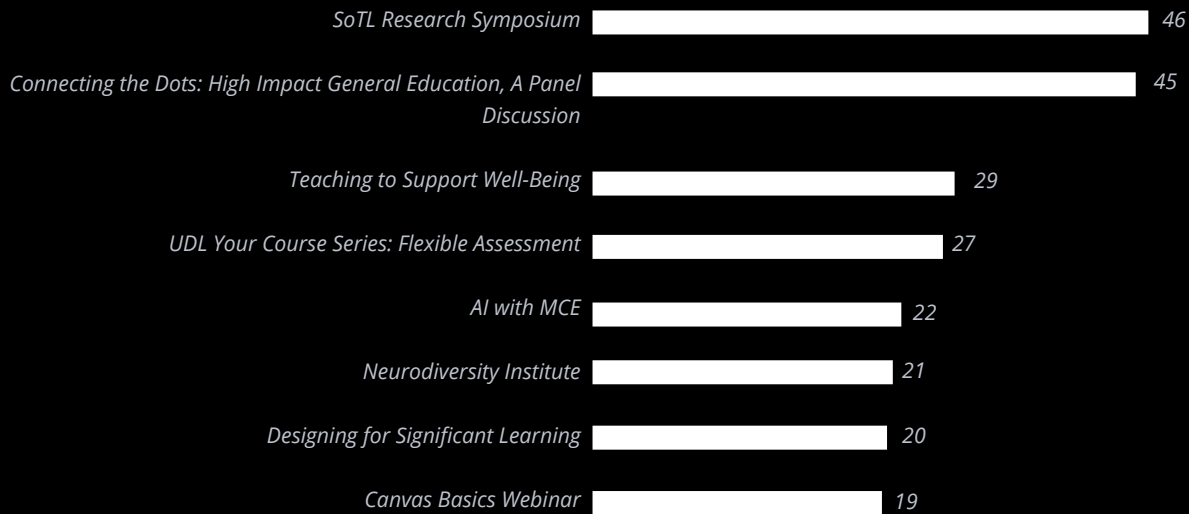 SoTL Research Symposium 46
Connecting the Dots: High Impact General Education, A Panel 45
Discussion
Teaching to Support Well-Being 29
UDL Your Course Series: Flexible Assessment 27
AI with MCE 22
Neurodiversity Institute 21
Designing for Significant Learning 20
Canvas Basics Webinar 19